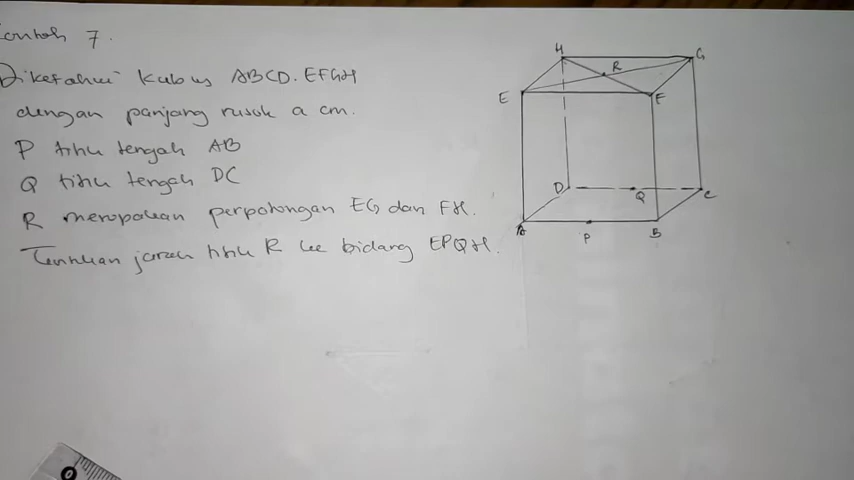 Contoh 7.
Diketahui kubus ABCD.EFGH
dengan panjang rusuk a cm.
P titik tengah AB
Q titik tengah DC
R merupakan perpotongan EG dan FH.
Tentukan jarak titik R ke bidang EPQH.
H
G
R
E
F
D
Q
C
A
P
B
0